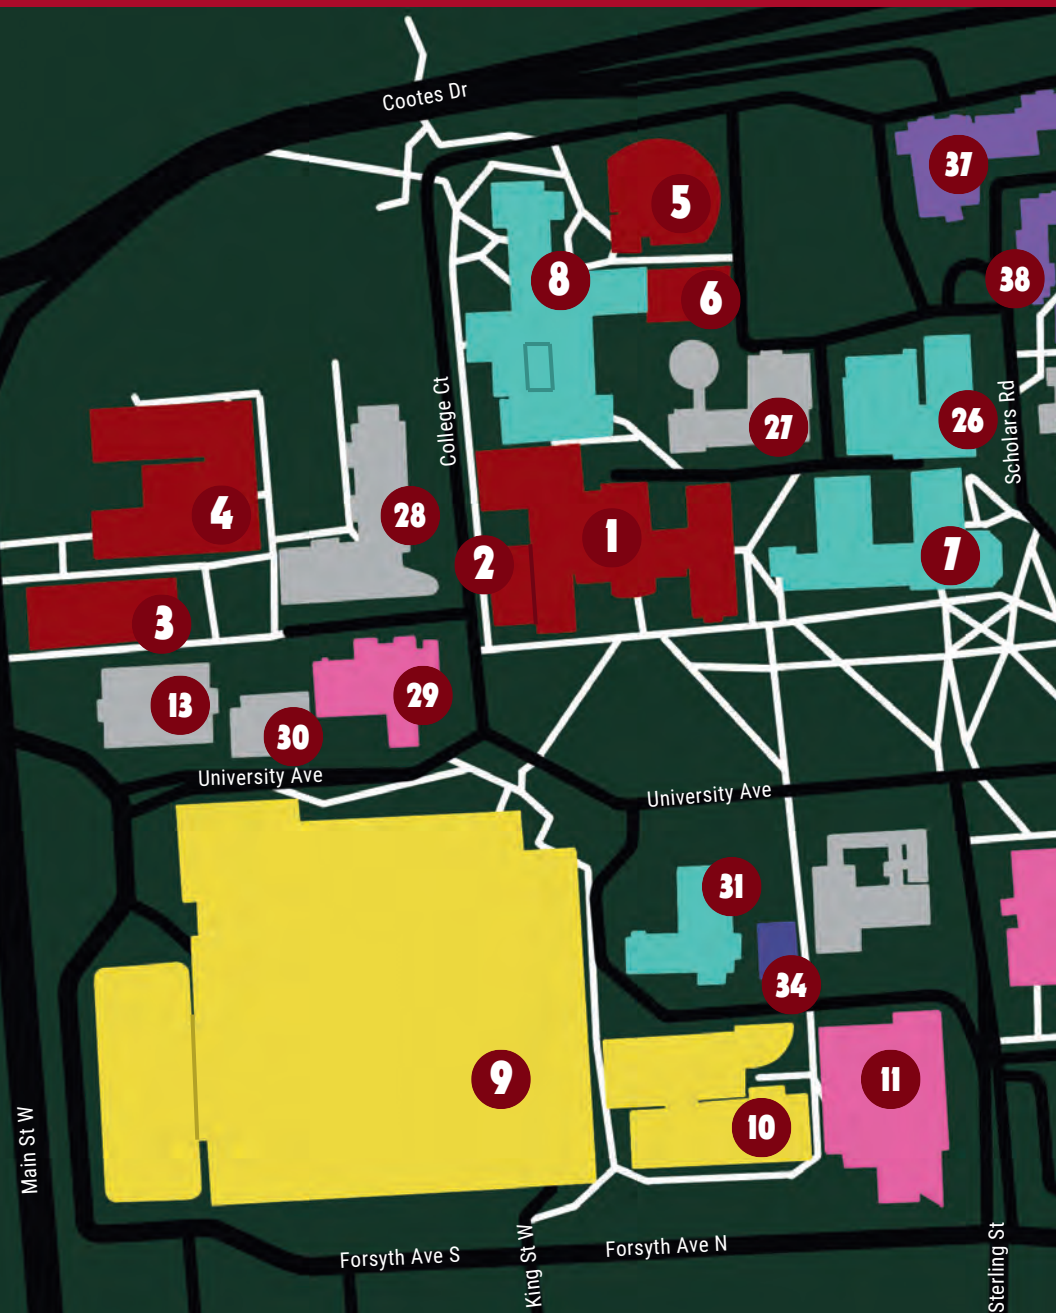 Cootes Dr
37
5
8
38
6
College Ct
27
26
Scholars Rd
4
28
1
2
7
3
29
13
30
University Ave
University Ave
31
34
9
11
10
Main St W
Forsyth Ave S
King St W
Forsyth Ave N
Sterling St